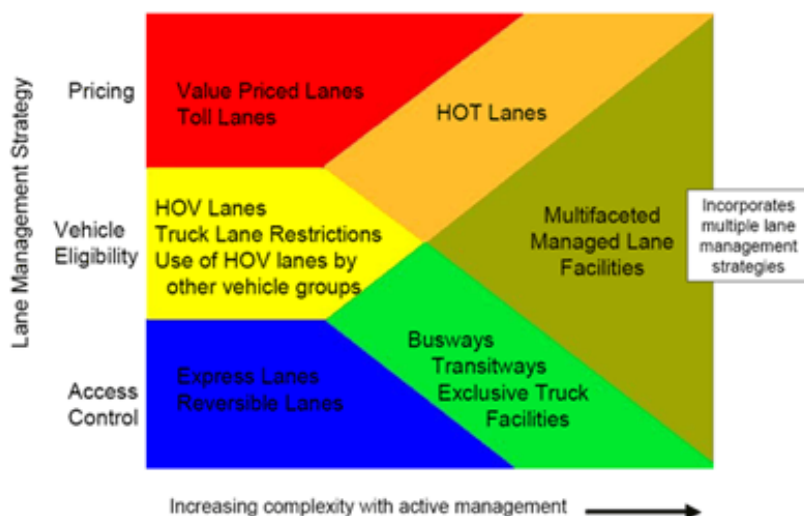 Lane Management Strategy
Pricing
Value Priced Lanes
Toll Lanes
HOT Lanes
Vehicle
Eligibility
HOV Lanes
Truck Lane Restrictions
Use of HOV lanes by
other vehicle groups
Multifaceted
Managed Lane
Facilities
Incorporates
multiple lane
management
strategies
Access
Control
Express Lanes
Reversible Lanes
Busways
Transitways
Exclusive Truck
Facilities
Increasing complexity with active management